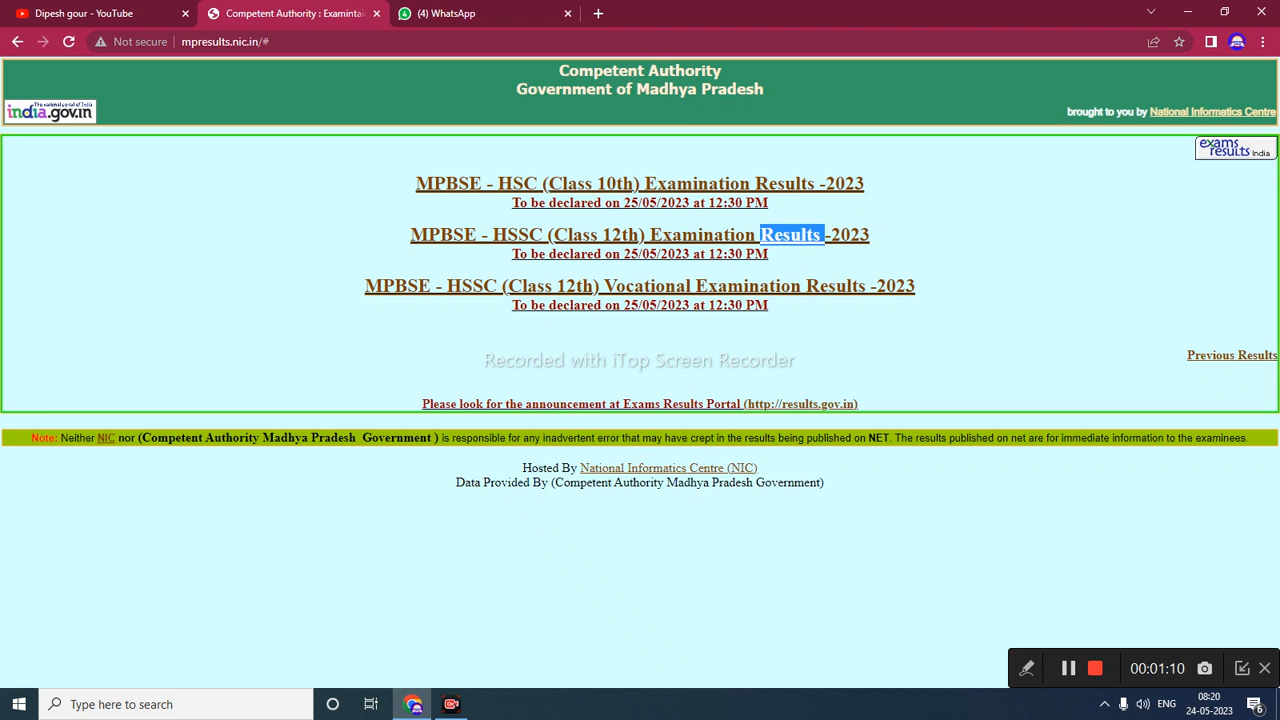 Dipesh gour - YouTube
Competent Authority : Examintai
(4) WhatsApp
Not secure
mpresults.nic.in/#
Competent Authority
Government of Madhya Pradesh
The national portal of India
india.gov.in
brought to you by National Informatics Centre
exams results India
MPBSE - HSC (Class 10th) Examination Results -2023
To be declared on 25/05/2023 at 12:30 PM
MPBSE - HSSC (Class 12th) Examination Results -2023
To be declared on 25/05/2023 at 12:30 PM
MPBSE - HSSC (Class 12th) Vocational Examination Results -2023
To be declared on 25/05/2023 at 12:30 PM
Recorded with iTop Screen Recorder
Previous Results
Please look for the announcement at Exams Results Portal (http://results.gov.in)
Note: Neither NIC nor (Competent Authority Madhya Pradesh Government ) is responsible for any inadvertent error that may have crept in the results being published on NET. The results published on net are for immediate information to the examinees.
Hosted By National Informatics Centre (NIC)
Data Provided By (Competent Authority Madhya Pradesh Government)
00:01:10
Type here to search
ENG
08:20
24-05-2023
6